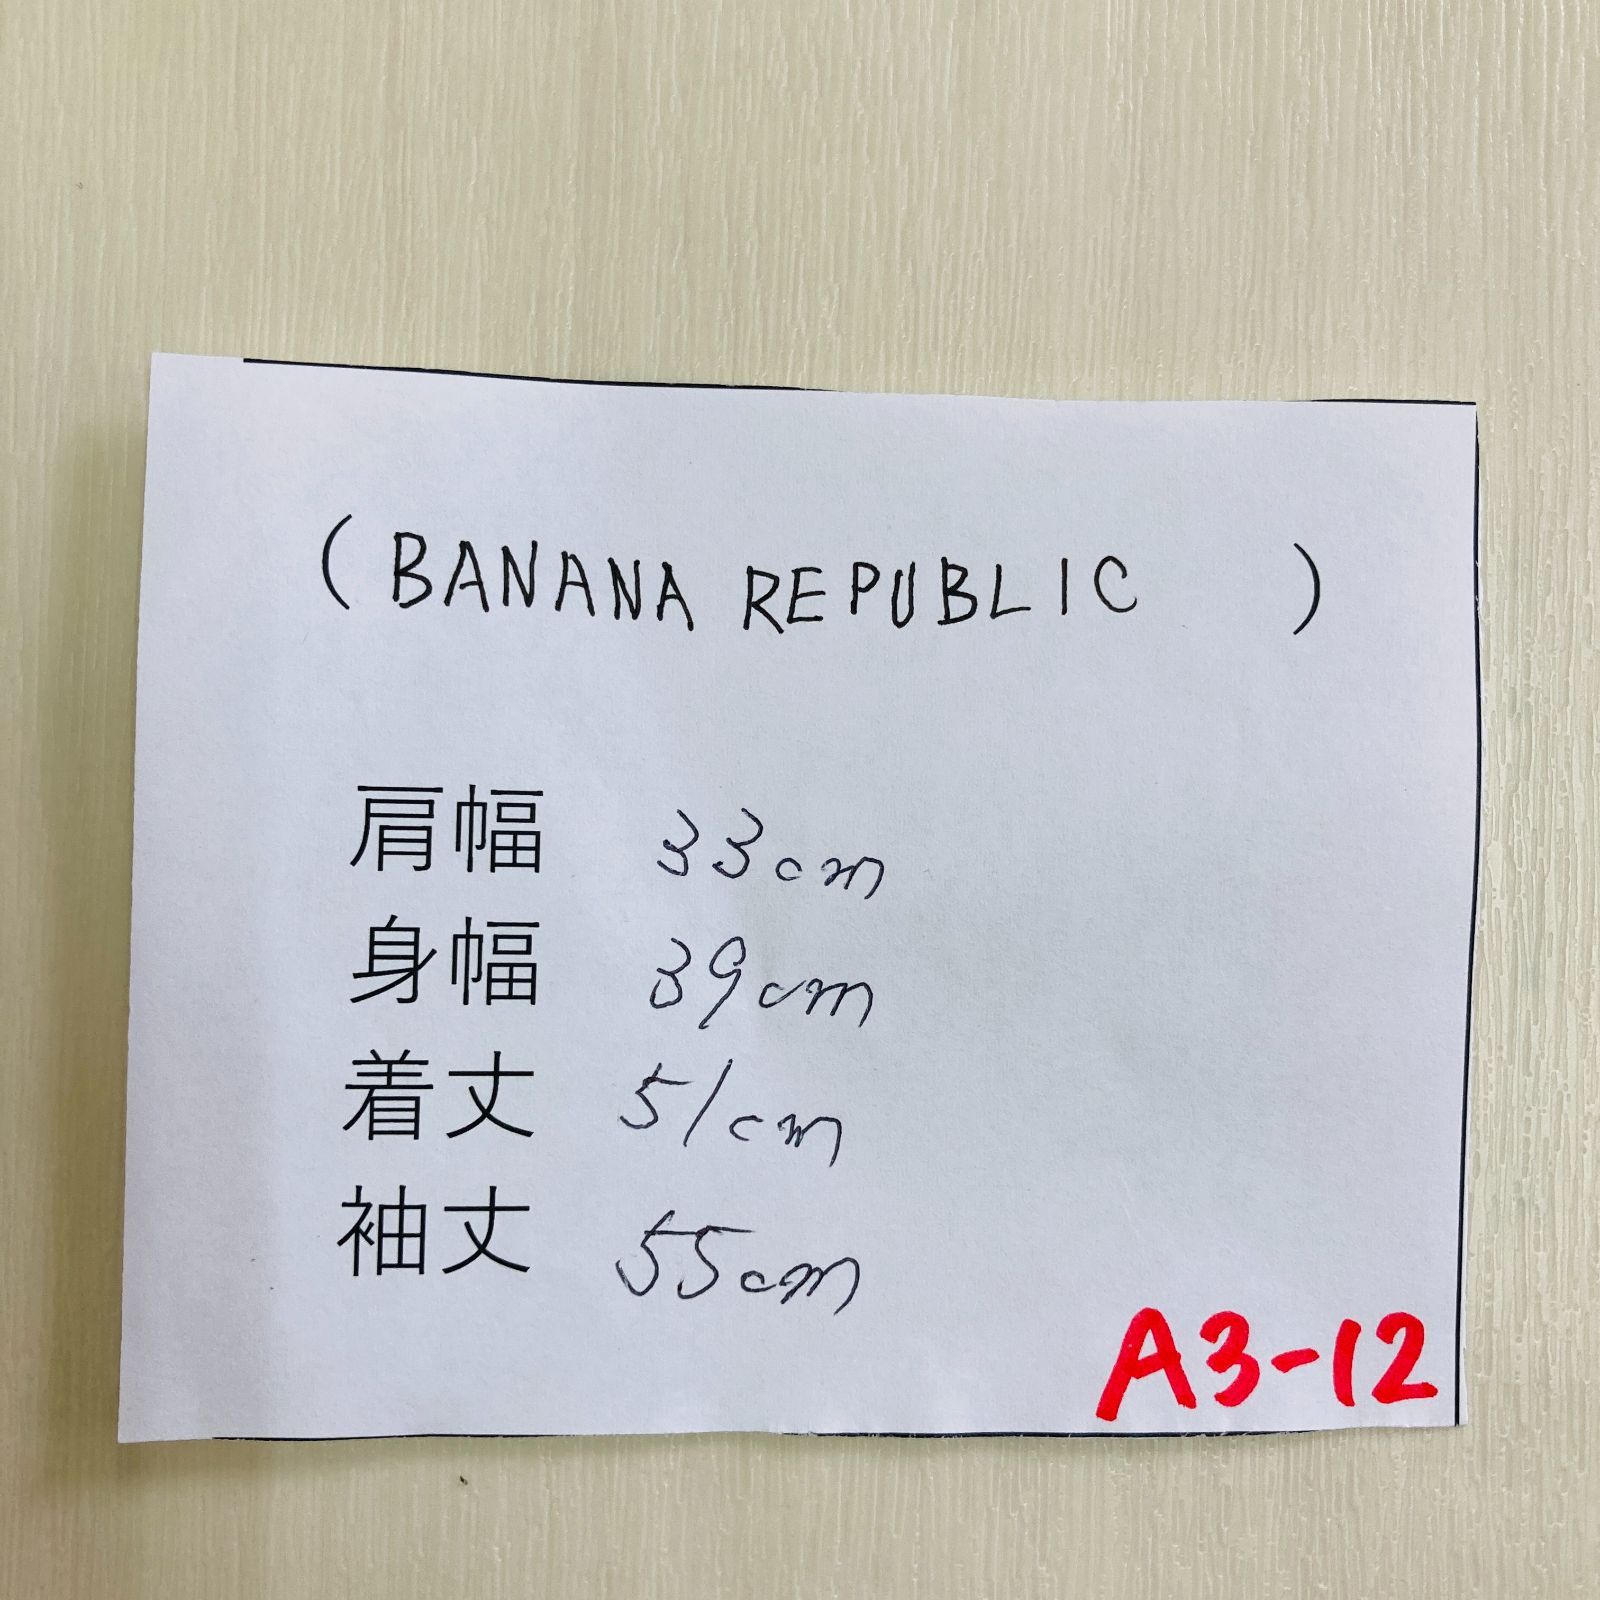 ( BANANA REPUBLIC )
肩幅 33cm
身幅 39cm
着丈 51cm
袖丈 55cm
A3-12